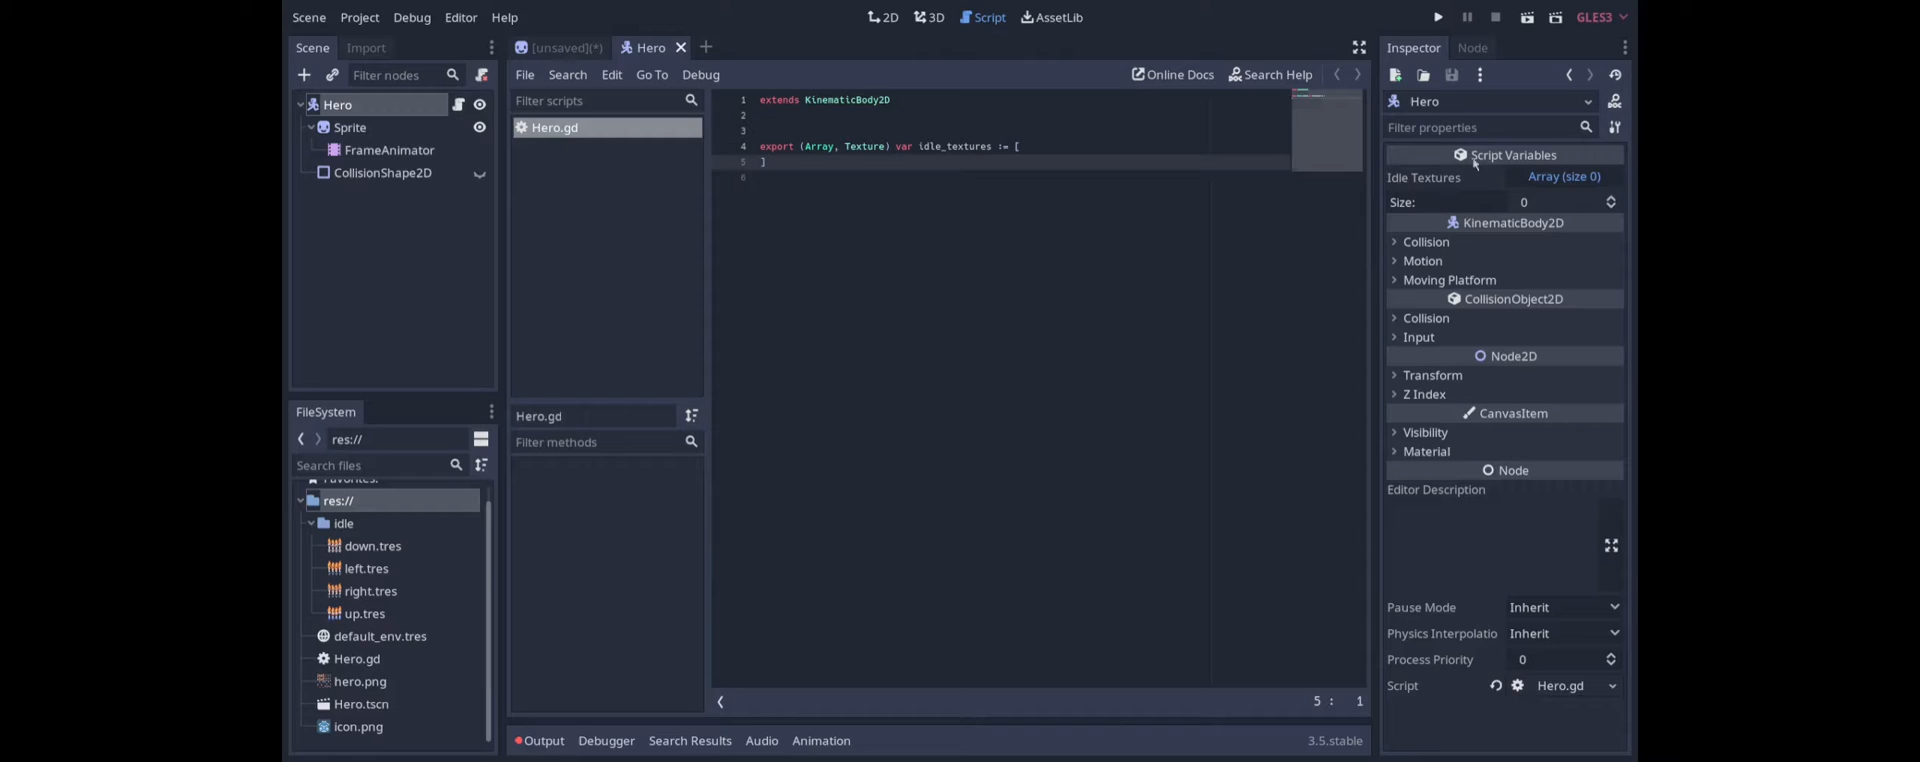 Scene Project Debug Editor Help
2D 3D Script AssetLib
GLES3
Scene Import
[unsaved](*) Hero
Inspector Node
Filter nodes
File Search Edit Go To Debug
Online Docs Search Help
Hero
Sprite
FrameAnimator
CollisionShape2D
Filter scripts
Hero.gd
1 extends KinematicBody2D
2
3
4 export (Array, Texture) var idle_textures := [
5 ]
6
Hero
Filter properties
Script Variables
Idle Textures Array (size 0)
Size: 0
KinematicBody2D
Collision
Motion
Moving Platform
CollisionObject2D
Collision
Input
Node2D
Transform
Z Index
CanvasItem
Visibility
Material
Node
Editor Description
Pause Mode Inherit
Physics Interpolatio Inherit
Process Priority 0
Script Hero.gd
FileSystem
res://
Search files
Favorites:
res://
idle
down.tres
left.tres
right.tres
up.tres
default_env.tres
Hero.gd
hero.png
Hero.tscn
icon.png
Hero.gd
Filter methods
5 : 1
Output Debugger Search Results Audio Animation
3.5.stable